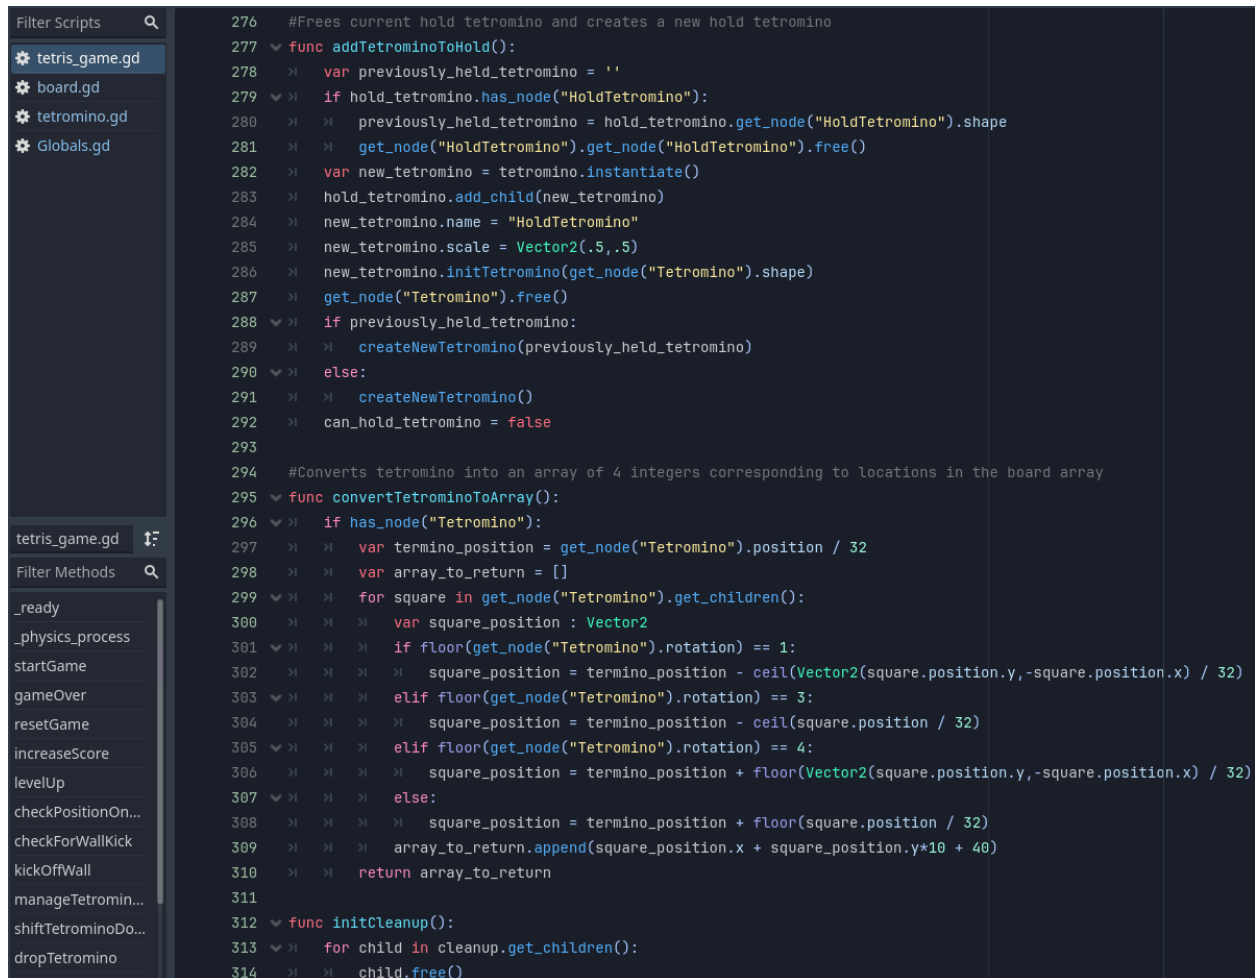 Filter Scripts
tetris_game.gd
board.gd
tetromino.gd
Globals.gd
tetris_game.gd
Filter Methods
_ready
_physics_process
startGame
gameOver
resetGame
increaseScore
levelUp
checkPositionOn...
checkForWallKick
kickOffWall
manageTetromin...
shiftTetrominoDo...
dropTetromino
276 #Frees current hold tetromino and creates a new hold tetromino
277 func addTetrominoToHold():
278 var previously_held_tetromino = ''
279 if hold_tetromino.has_node("HoldTetromino"):
280 previously_held_tetromino = hold_tetromino.get_node("HoldTetromino").shape
281 get_node("HoldTetromino").get_node("HoldTetromino").free()
282 var new_tetromino = tetromino.instantiate()
283 hold_tetromino.add_child(new_tetromino)
284 new_tetromino.name = "HoldTetromino"
285 new_tetromino.scale = Vector2(.5,.5)
286 new_tetromino.initTetromino(get_node("Tetromino").shape)
287 get_node("Tetromino").free()
288 if previously_held_tetromino:
289 createNewTetromino(previously_held_tetromino)
290 else:
291 createNewTetromino()
292 can_hold_tetromino = false
293
294 #Converts tetromino into an array of 4 integers corresponding to locations in the board array
295 func convertTetrominoToArray():
296 if has_node("Tetromino"):
297 var termino_position = get_node("Tetromino").position / 32
298 var array_to_return = []
299 for square in get_node("Tetromino").get_children():
300 var square_position : Vector2
301 if floor(get_node("Tetromino").rotation) == 1:
302 square_position = termino_position - ceil(Vector2(square.position.y,-square.position.x) / 32)
303 elif floor(get_node("Tetromino").rotation) == 3:
304 square_position = termino_position - ceil(square.position / 32)
305 elif floor(get_node("Tetromino").rotation) == 4:
306 square_position = termino_position + floor(Vector2(square.position.y,-square.position.x) / 32)
307 else:
308 square_position = termino_position + floor(square.position / 32)
309 array_to_return.append(square_position.x + square_position.y*10 + 40)
310 return array_to_return
311
312 func initCleanup():
313 for child in cleanup.get_children():
314 child.free()